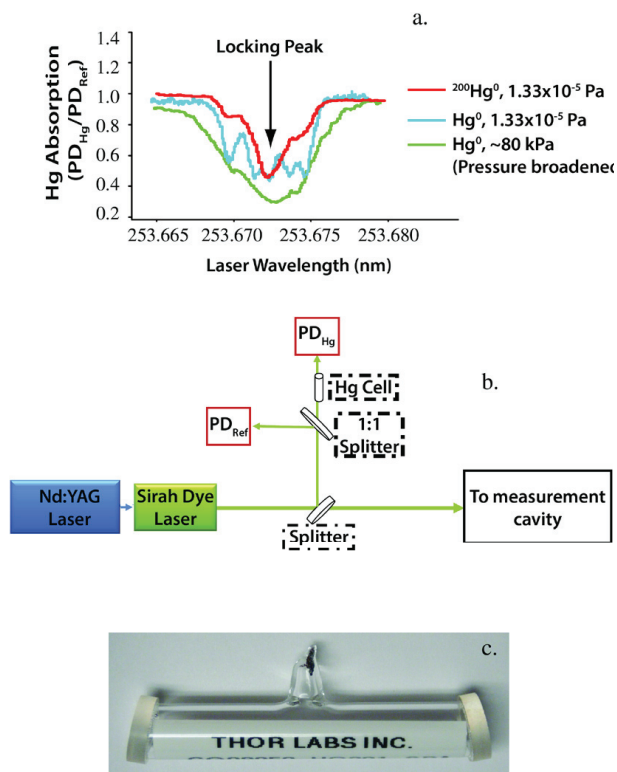 a.
Locking Peak
Hg Absorption
(PD_Hg/PD_Ref)
1.4
1.2
1.0
0.8
0.6
0.4
0.2
253.665 253.670 253.675 253.680
Laser Wavelength (nm)
²⁰⁰Hg⁰, 1.33x10⁻⁵ Pa
Hg⁰, 1.33x10⁻⁵ Pa
Hg⁰, ~80 kPa
(Pressure broadened
b.
PD_Hg
Hg Cell
PD_Ref
1:1
Splitter
Nd:YAG
Laser
Sirah Dye
Laser
Splitter
To measurement
cavity
c.
THOR LABS INC.